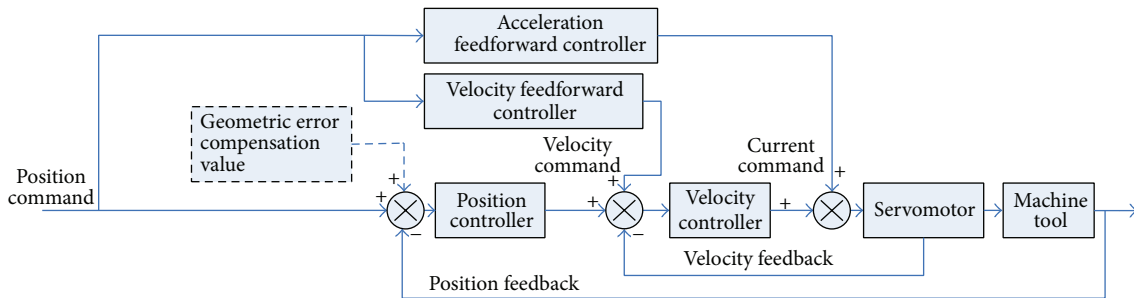 Acceleration
feedforward controller
Velocity feedforward
controller
Geometric error
compensation
value
Velocity
command
Current
command
Position
command
+
+
+
+
+
+
Position
controller
Velocity
controller
Servomotor
Machine
tool
−
−
Velocity feedback
Position feedback